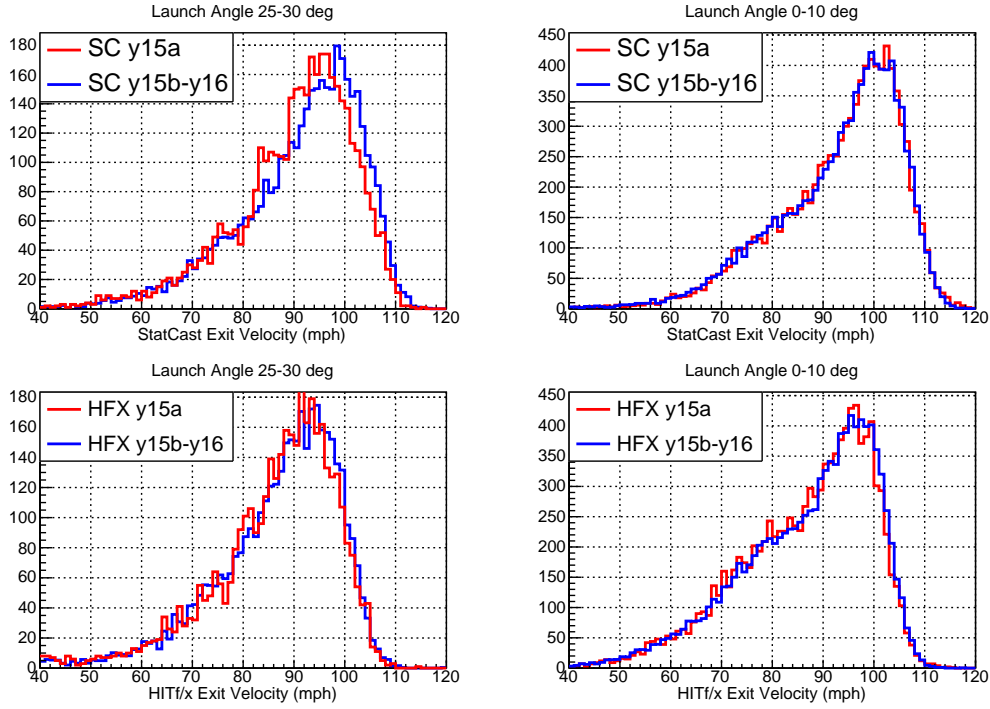 Launch Angle 25-30 deg
180
160
140
120
100
80
60
40
20
0
SC y15a
SC y15b-y16
40 50 60 70 80 90 100 110 120
StatCast Exit Velocity (mph)
Launch Angle 0-10 deg
450
400
350
300
250
200
150
100
50
0
SC y15a
SC y15b-y16
40 50 60 70 80 90 100 110 120
StatCast Exit Velocity (mph)
Launch Angle 25-30 deg
180
160
140
120
100
80
60
40
20
0
HFX y15a
HFX y15b-y16
40 50 60 70 80 90 100 110 120
HITf/x Exit Velocity (mph)
Launch Angle 0-10 deg
450
400
350
300
250
200
150
100
50
0
HFX y15a
HFX y15b-y16
40 50 60 70 80 90 100 110 120
HITf/x Exit Velocity (mph)